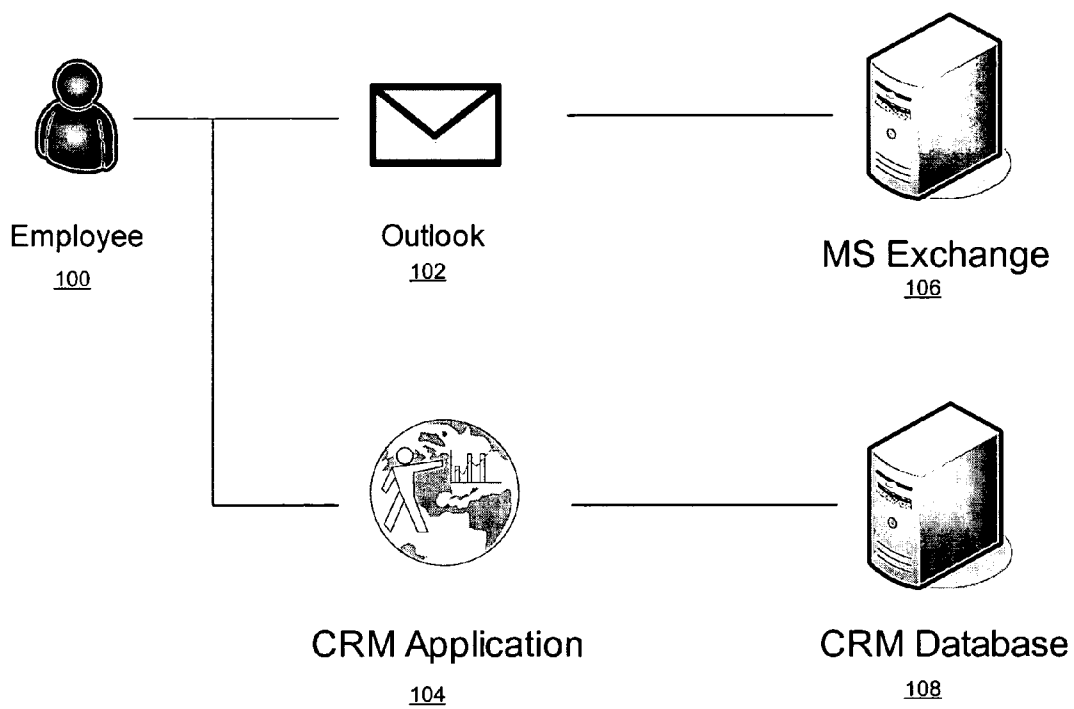 Employee
100
Outlook
102
MS Exchange
106
CRM Application
104
CRM Database
108